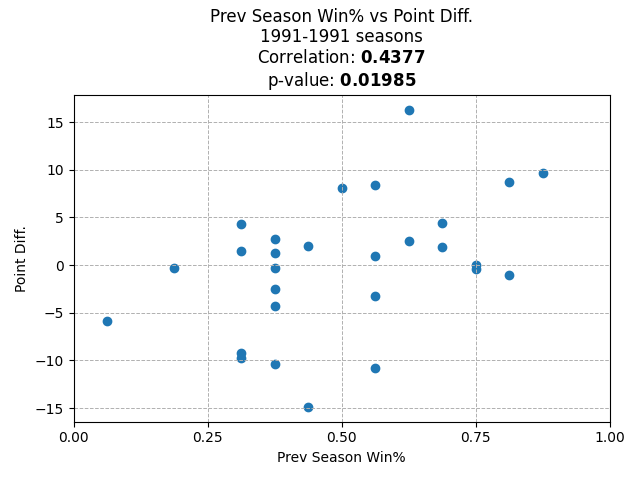 Prev Season Win% vs Point Diff.
1991-1991 seasons
Correlation: 0.4377
p-value: 0.01985
15
10
5
0
−5
−10
−15
Point Diff.
0.00 0.25 0.50 0.75 1.00
Prev Season Win%